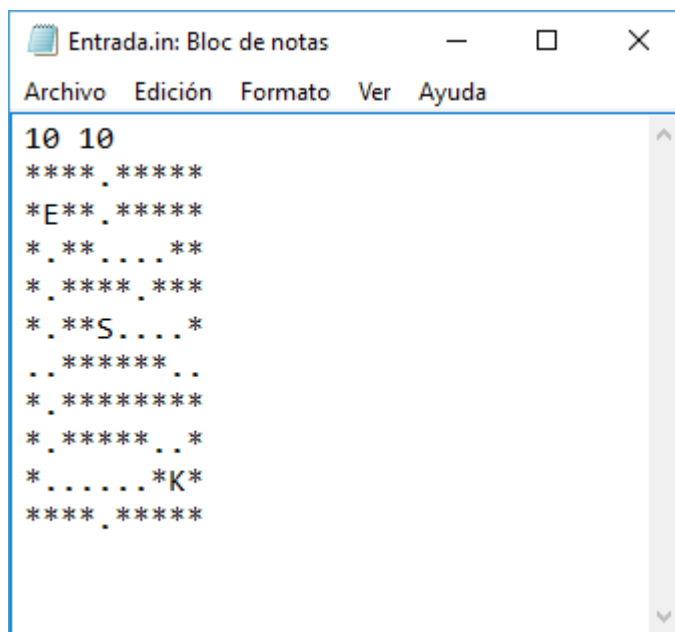 Entrada.in: Bloc de notas
Archivo Edición Formato Ver Ayuda
10 10
****.*****
*E**.*****
*.**....**
*.****.***
*.**S....*
..******..
*.********
*.*****..*
*......*K*
****.*****